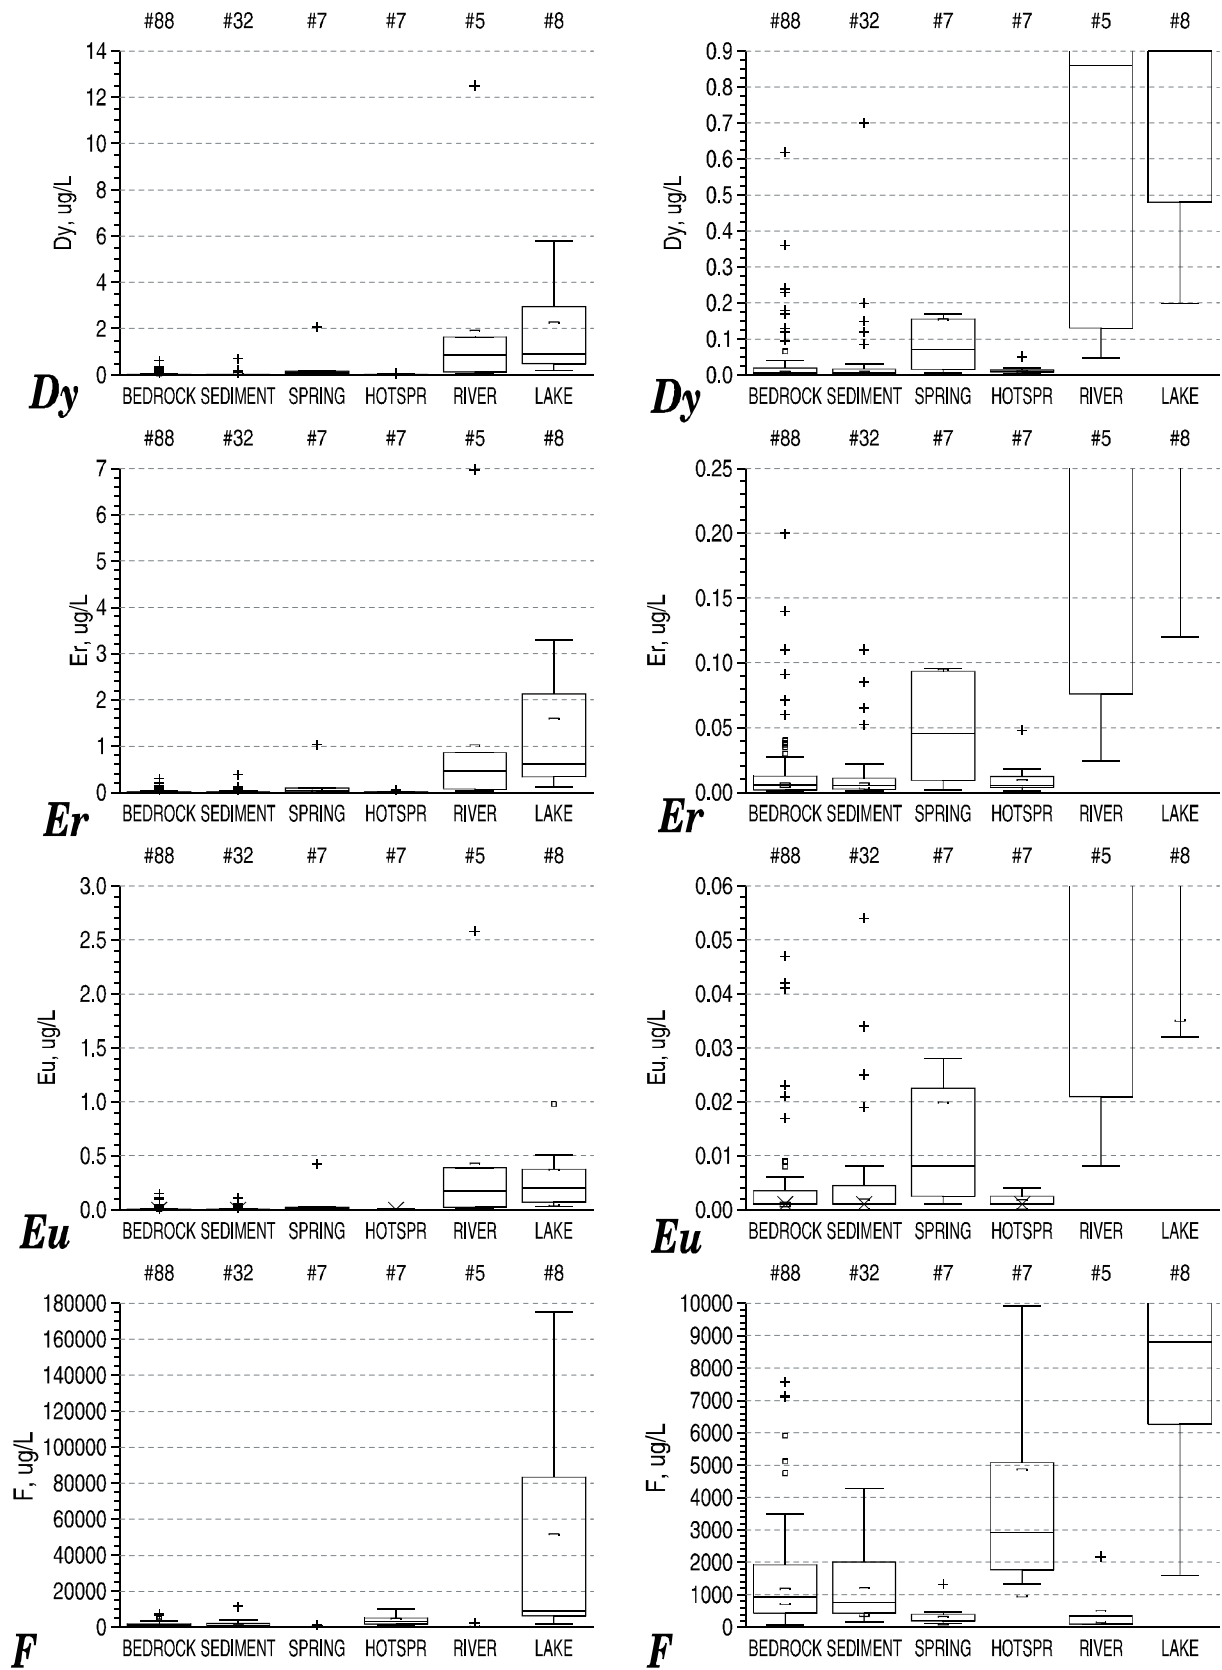 #88 #32 #7 #7 #5 #8
14
12
10
8
6
4
2
0
Dy, ug/L
BEDROCK SEDIMENT SPRING HOTSPR RIVER LAKE
Dy
#88 #32 #7 #7 #5 #8
0.9
0.8
0.7
0.6
0.5
0.4
0.3
0.2
0.1
0.0
Dy, ug/L
BEDROCK SEDIMENT SPRING HOTSPR RIVER LAKE
Dy
#88 #32 #7 #7 #5 #8
7
6
5
4
3
2
1
0
Er, ug/L
BEDROCK SEDIMENT SPRING HOTSPR RIVER LAKE
Er
#88 #32 #7 #7 #5 #8
0.25
0.20
0.15
0.10
0.05
0.00
Er, ug/L
BEDROCK SEDIMENT SPRING HOTSPR RIVER LAKE
Er
#88 #32 #7 #7 #5 #8
3.0
2.5
2.0
1.5
1.0
0.5
0.0
Eu, ug/L
BEDROCK SEDIMENT SPRING HOTSPR RIVER LAKE
Eu
#88 #32 #7 #7 #5 #8
0.06
0.05
0.04
0.03
0.02
0.01
0.00
Eu, ug/L
BEDROCK SEDIMENT SPRING HOTSPR RIVER LAKE
Eu
#88 #32 #7 #7 #5 #8
180000
160000
140000
120000
100000
80000
60000
40000
20000
0
F, ug/L
BEDROCK SEDIMENT SPRING HOTSPR RIVER LAKE
F
#88 #32 #7 #7 #5 #8
10000
9000
8000
7000
6000
5000
4000
3000
2000
1000
0
F, ug/L
BEDROCK SEDIMENT SPRING HOTSPR RIVER LAKE
F